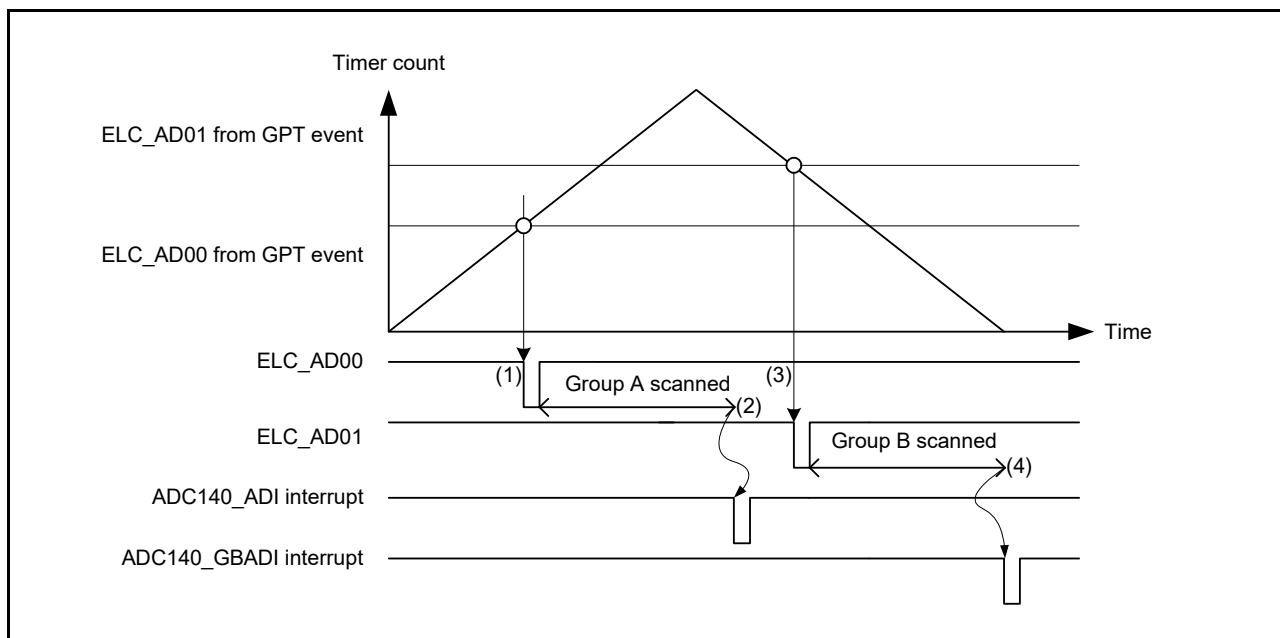 Timer count
ELC_AD01 from GPT event
ELC_AD00 from GPT event
Time
ELC_AD00
(1)
Group A scanned
(3)
(2)
ELC_AD01
Group B scanned
(4)
ADC140_ADI interrupt
ADC140_GBADI interrupt